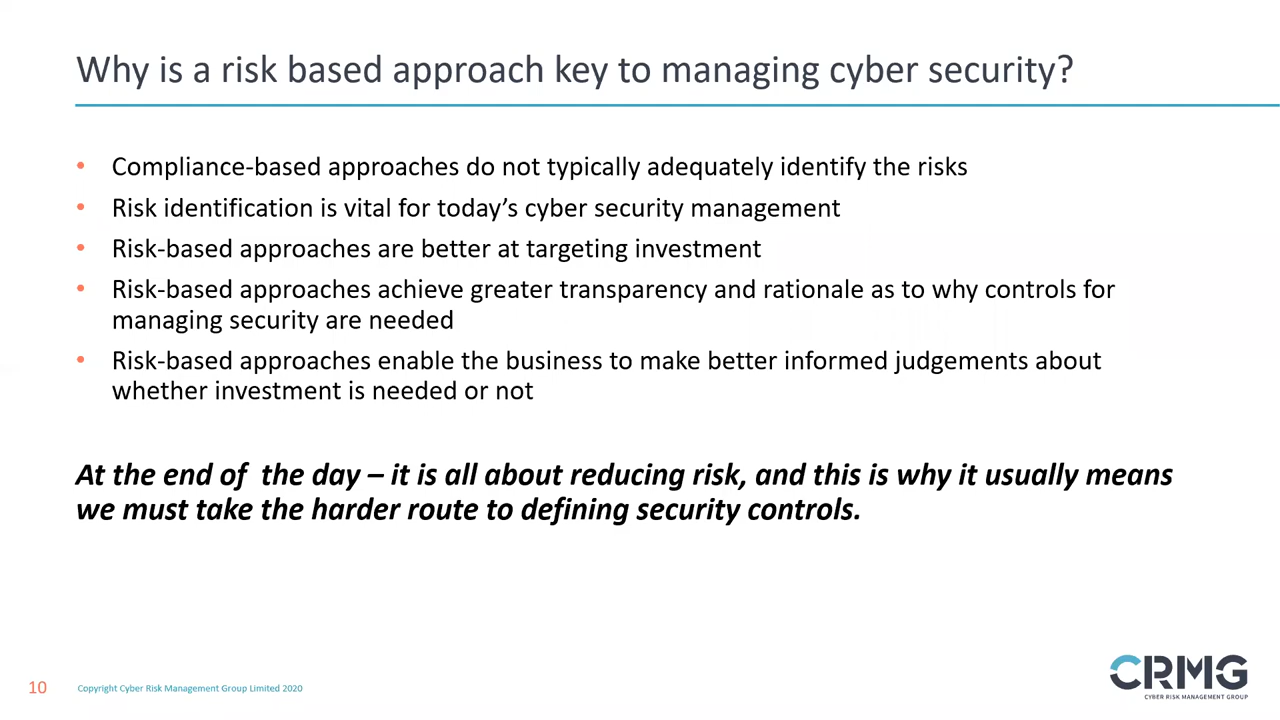 Why is a risk based approach key to managing cyber security?
• Compliance-based approaches do not typically adequately identify the risks
• Risk identification is vital for today's cyber security management
• Risk-based approaches are better at targeting investment
• Risk-based approaches achieve greater transparency and rationale as to why controls for
managing security are needed
• Risk-based approaches enable the business to make better informed judgements about
whether investment is needed or not
At the end of  the day – it is all about reducing risk, and this is why it usually means
we must take the harder route to defining security controls.
10
Copyright Cyber Risk Management Group Limited 2020
CRMG
CYBER RISK MANAGEMENT GROUP